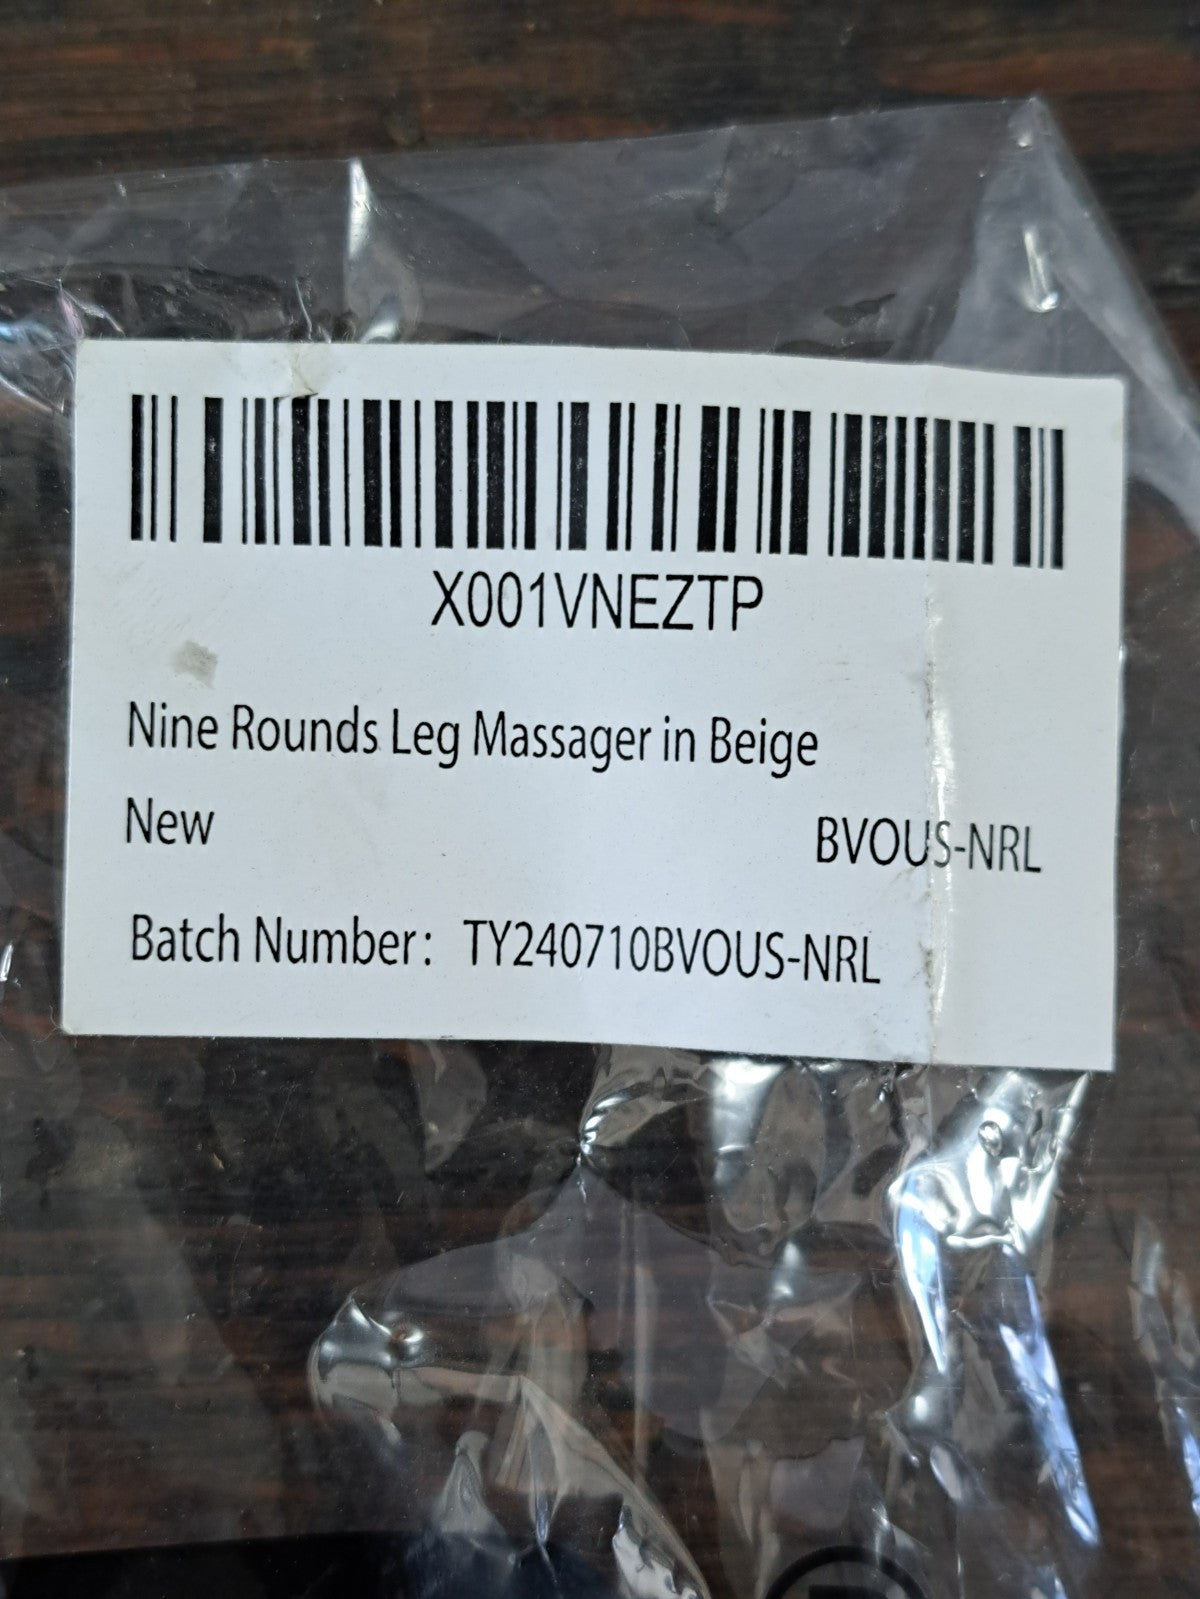 X001VNEZTP
Nine Rounds Leg Massager in Beige
New BVOUS-NRL
Batch Number: TY240710BVOUS-NRL